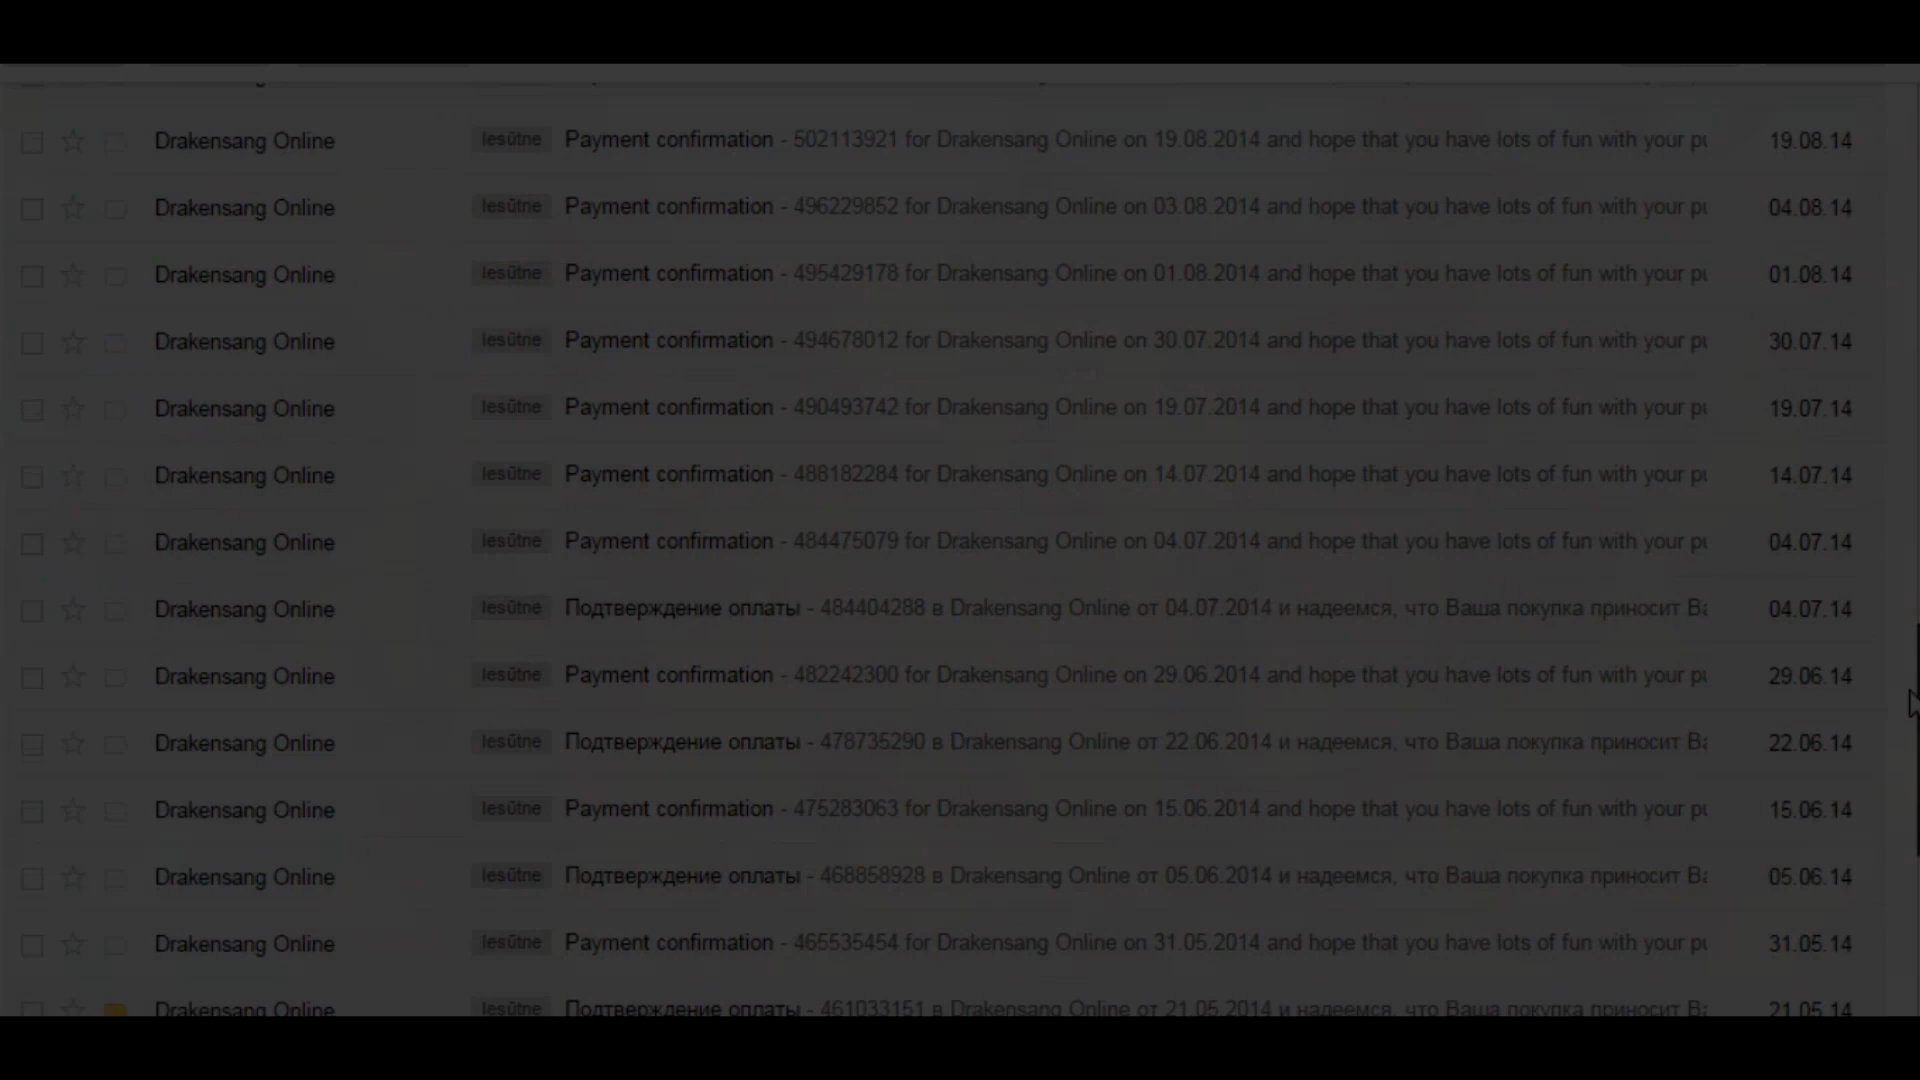 Drakensang Online Iesūtne Payment confirmation - 502113921 for Drakensang Online on 19.08.2014 and hope that you have lots of fun with your pu 19.08.14
Drakensang Online Iesūtne Payment confirmation - 496229852 for Drakensang Online on 03.08.2014 and hope that you have lots of fun with your pu 04.08.14
Drakensang Online Iesūtne Payment confirmation - 495429178 for Drakensang Online on 01.08.2014 and hope that you have lots of fun with your pu 01.08.14
Drakensang Online Iesūtne Payment confirmation - 494678012 for Drakensang Online on 30.07.2014 and hope that you have lots of fun with your pu 30.07.14
Drakensang Online Iesūtne Payment confirmation - 490493742 for Drakensang Online on 19.07.2014 and hope that you have lots of fun with your pu 19.07.14
Drakensang Online Iesūtne Payment confirmation - 488182284 for Drakensang Online on 14.07.2014 and hope that you have lots of fun with your pu 14.07.14
Drakensang Online Iesūtne Payment confirmation - 484475079 for Drakensang Online on 04.07.2014 and hope that you have lots of fun with your pu 04.07.14
Drakensang Online Iesūtne Подтверждение оплаты - 484404288 в Drakensang Online от 04.07.2014 и надеемся, что Ваша покупка приносит Ва 04.07.14
Drakensang Online Iesūtne Payment confirmation - 482242300 for Drakensang Online on 29.06.2014 and hope that you have lots of fun with your pu 29.06.14
Drakensang Online Iesūtne Подтверждение оплаты - 478735290 в Drakensang Online от 22.06.2014 и надеемся, что Ваша покупка приносит Ва 22.06.14
Drakensang Online Iesūtne Payment confirmation - 475283063 for Drakensang Online on 15.06.2014 and hope that you have lots of fun with your pu 15.06.14
Drakensang Online Iesūtne Подтверждение оплаты - 468858928 в Drakensang Online от 05.06.2014 и надеемся, что Ваша покупка приносит Ва 05.06.14
Drakensang Online Iesūtne Payment confirmation - 465535454 for Drakensang Online on 31.05.2014 and hope that you have lots of fun with your pu 31.05.14
Drakensang Online Iesūtne Подтверждение оплаты - 461033151 в Drakensang Online от 21.05.2014 и надеемся, что Ваша покупка приносит Ва 21.05.14